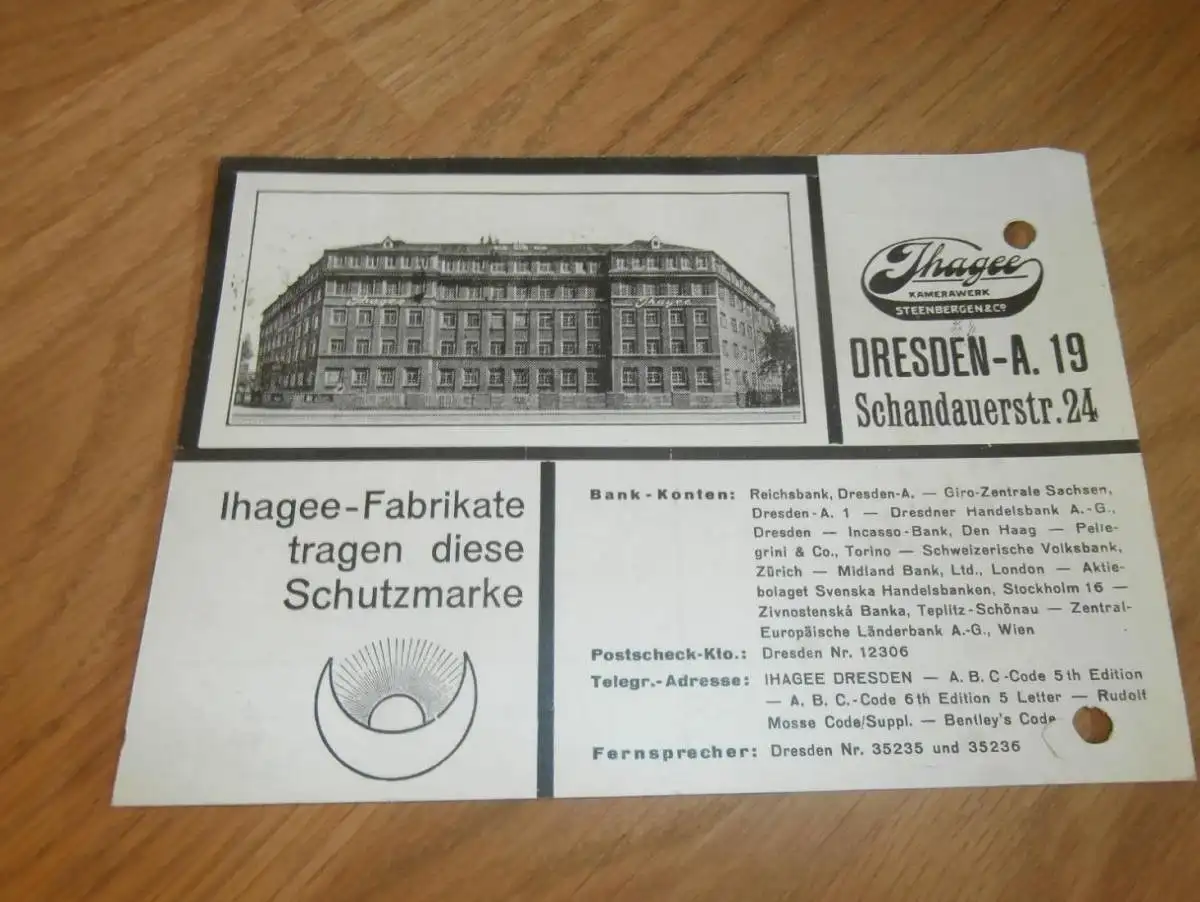 Ihagee
Ihagee
Ihagee
KAMERAWERK
STEENBERGEN & Co
DRESDEN-A. 19
Schandauerstr. 24
Ihagee-Fabrikate
tragen diese
Schutzmarke
Bank-Konten: Reichsbank, Dresden-A. — Giro-Zentrale Sachsen,
Dresden-A. 1 — Dresdner Handelsbank A.-G.,
Dresden — Incasso-Bank, Den Haag — Pelle-
grini & Co., Torino — Schweizerische Volksbank,
Zürich — Midland Bank, Ltd., London — Aktie-
bolaget Svenska Handelsbanken, Stockholm 16 —
Zivnostenská Banka, Teplitz-Schönau — Zentral-
Europäische Länderbank A.-G., Wien
Postscheck-Kto.: Dresden Nr. 12306
Telegr.-Adresse: IHAGEE DRESDEN — A. B. C-Code 5th Edition
— A. B. C.-Code 6th Edition 5 Letter — Rudolf
Mosse Code/Suppl. — Bentley's Code
Fernsprecher: Dresden Nr. 35235 und 35236